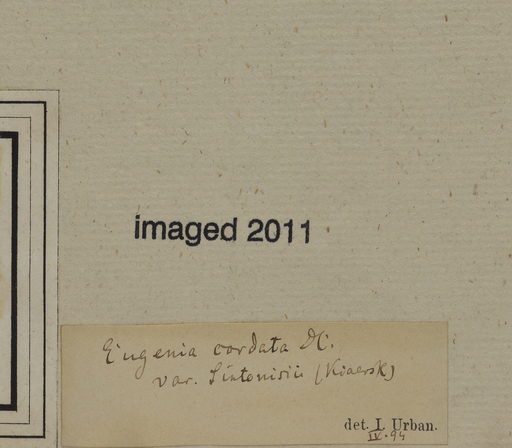 imaged 2011
Eugenia cordata DC.
var. Sintenisii (Kiaersk)
det. I. Urban.
IV.94